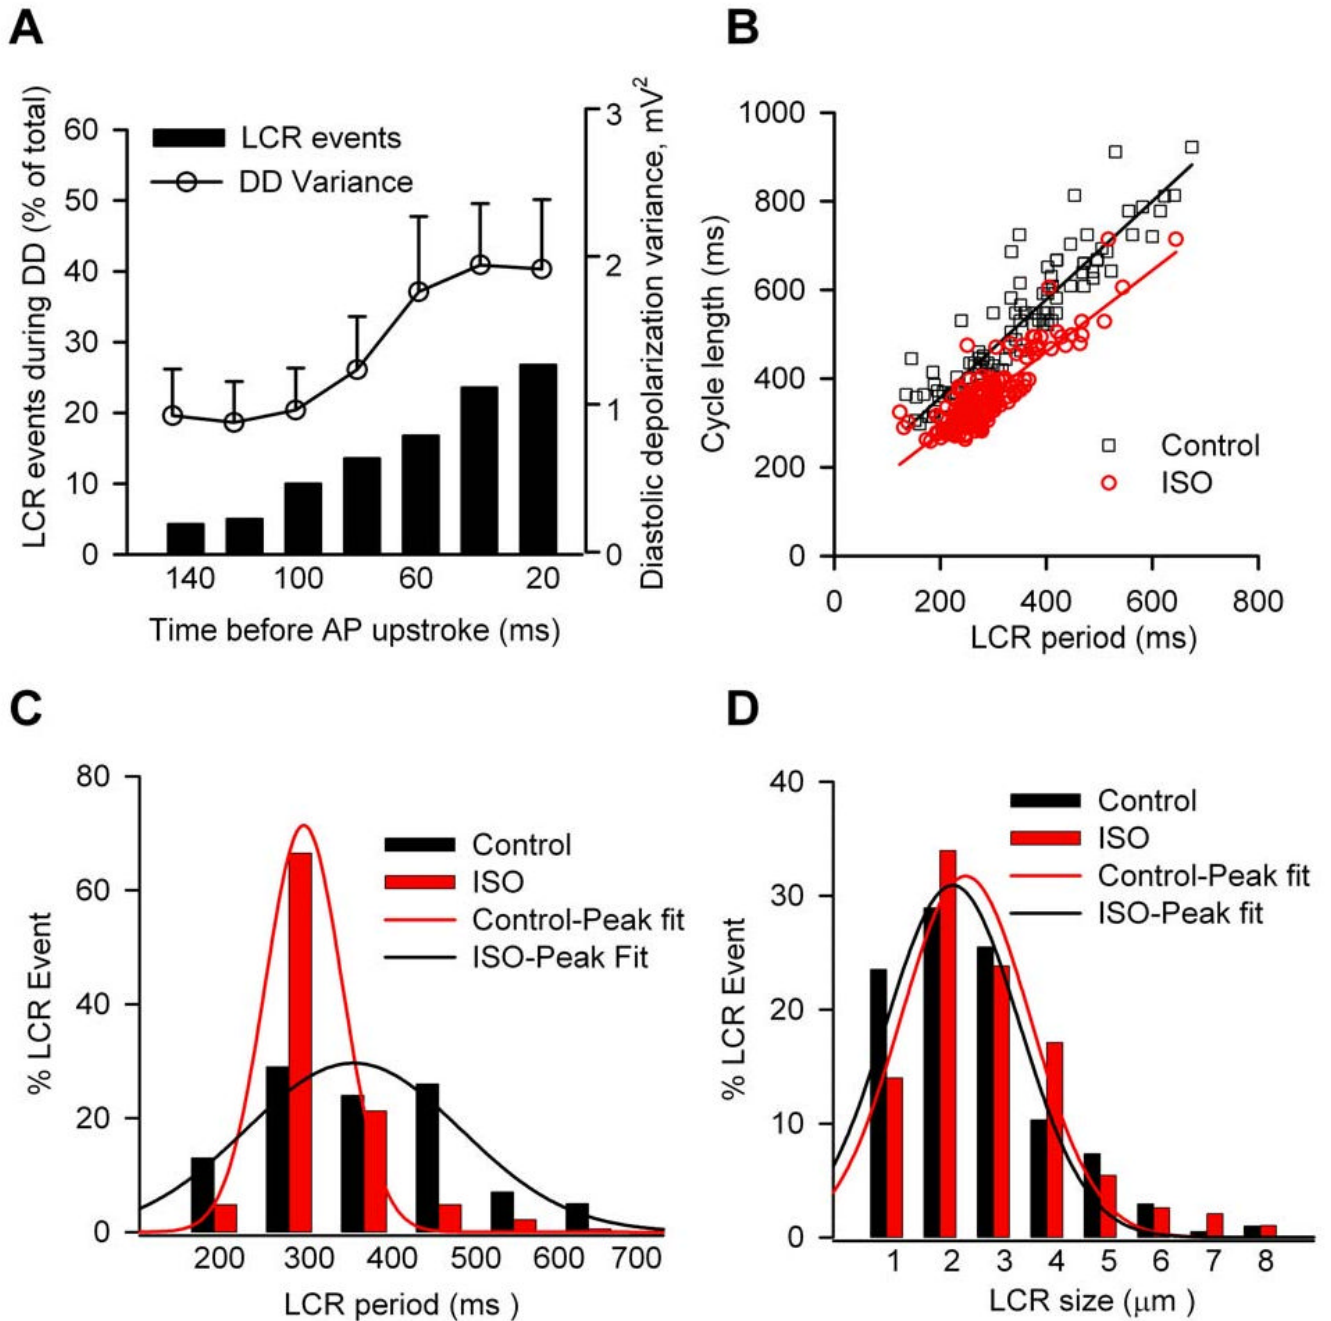 A
LCR events during DD (% of total)
60
50
40
30
20
10
0
LCR events
DD Variance
3
2
1
0
Diastolic depolarization variance, mV²
140
100
60
20
Time before AP upstroke (ms)
B
Cycle length (ms)
1000
800
600
400
200
0
Control
ISO
0
200
400
600
800
LCR period (ms)
C
% LCR Event
80
60
40
20
0
Control
ISO
Control-Peak fit
ISO-Peak Fit
200
300
400
500
600
700
LCR period (ms )
D
% LCR Event
40
30
20
10
0
Control
ISO
Control-Peak fit
ISO-Peak fit
1
2
3
4
5
6
7
8
LCR size (μm )